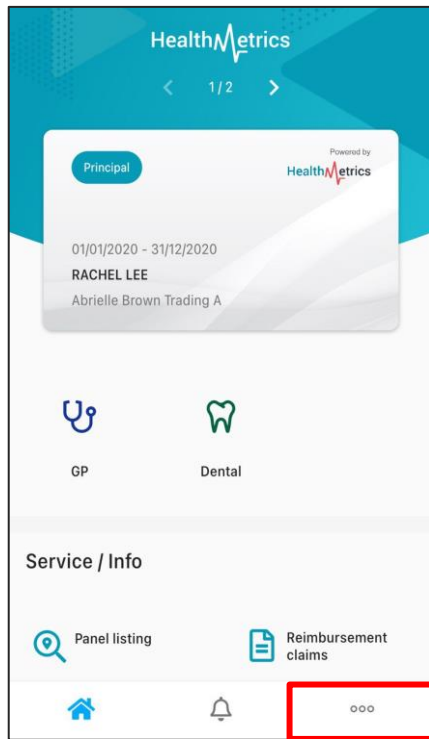 HealthMetrics
1/2
Principal
Powered by
HealthMetrics
01/01/2020 - 31/12/2020
RACHEL LEE
Abrielle Brown Trading A
GP
Dental
Service / Info
Panel listing
Reimbursement
claims